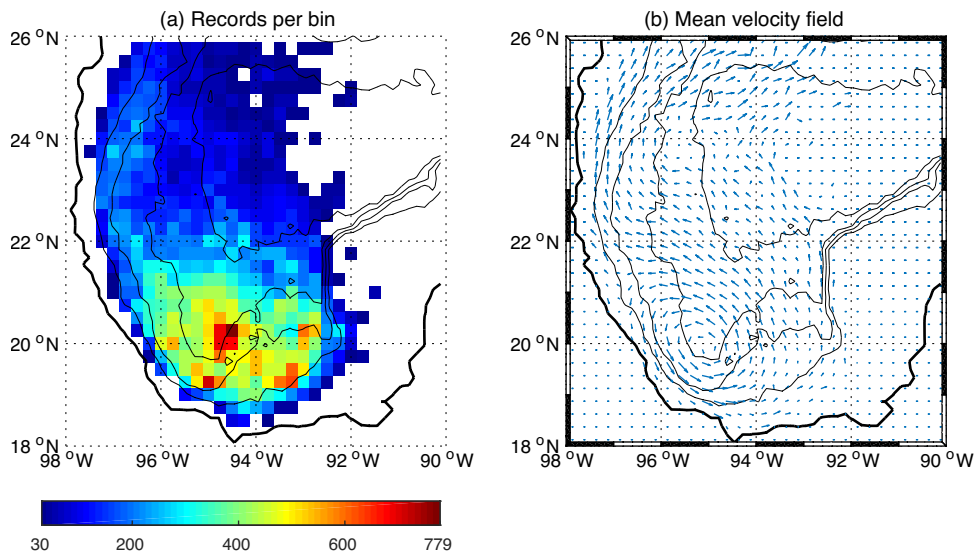 (a) Records per bin
(b) Mean velocity field
26 °N
24 °N
22 °N
20 °N
18 °N
98 °W
96 °W
94 °W
92 °W
90 °W
26 °N
24 °N
22 °N
20 °N
18 °N
98 °W
96 °W
94 °W
92 °W
90 °W
30
200
400
600
779